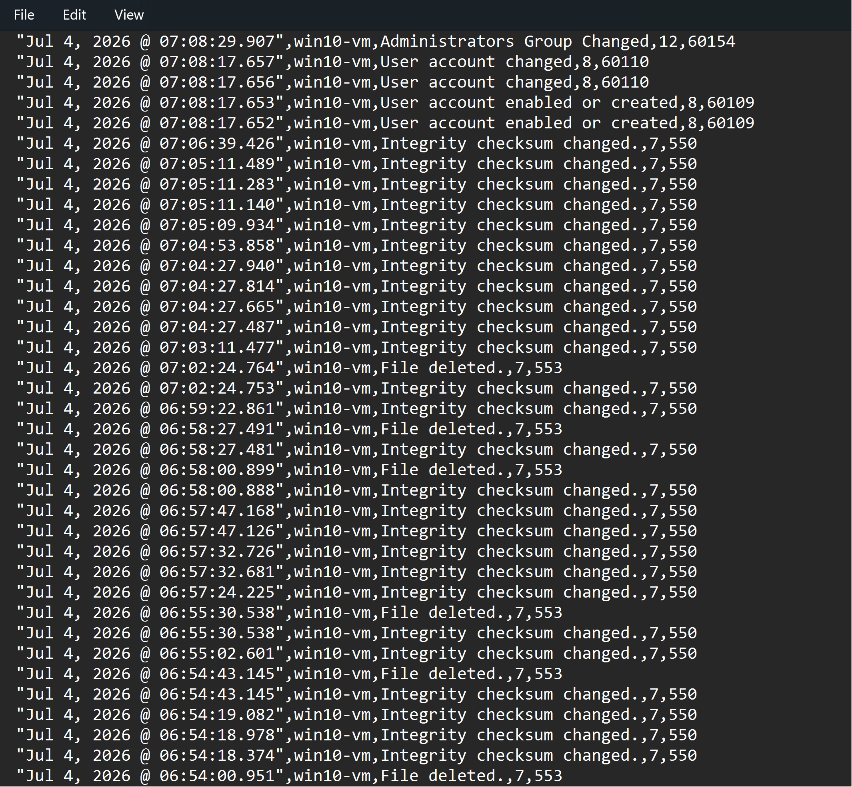 File Edit View
"Jul 4, 2026 @ 07:08:29.907",win10-vm,Administrators Group Changed,12,60154
"Jul 4, 2026 @ 07:08:17.657",win10-vm,User account changed,8,60110
"Jul 4, 2026 @ 07:08:17.656",win10-vm,User account changed,8,60110
"Jul 4, 2026 @ 07:08:17.653",win10-vm,User account enabled or created,8,60109
"Jul 4, 2026 @ 07:08:17.652",win10-vm,User account enabled or created,8,60109
"Jul 4, 2026 @ 07:06:39.426",win10-vm,Integrity checksum changed.,7,550
"Jul 4, 2026 @ 07:05:11.489",win10-vm,Integrity checksum changed.,7,550
"Jul 4, 2026 @ 07:05:11.283",win10-vm,Integrity checksum changed.,7,550
"Jul 4, 2026 @ 07:05:11.140",win10-vm,Integrity checksum changed.,7,550
"Jul 4, 2026 @ 07:05:09.934",win10-vm,Integrity checksum changed.,7,550
"Jul 4, 2026 @ 07:04:53.858",win10-vm,Integrity checksum changed.,7,550
"Jul 4, 2026 @ 07:04:27.940",win10-vm,Integrity checksum changed.,7,550
"Jul 4, 2026 @ 07:04:27.814",win10-vm,Integrity checksum changed.,7,550
"Jul 4, 2026 @ 07:04:27.665",win10-vm,Integrity checksum changed.,7,550
"Jul 4, 2026 @ 07:04:27.487",win10-vm,Integrity checksum changed.,7,550
"Jul 4, 2026 @ 07:03:11.477",win10-vm,Integrity checksum changed.,7,550
"Jul 4, 2026 @ 07:02:24.764",win10-vm,File deleted.,7,553
"Jul 4, 2026 @ 07:02:24.753",win10-vm,Integrity checksum changed.,7,550
"Jul 4, 2026 @ 06:59:22.861",win10-vm,Integrity checksum changed.,7,550
"Jul 4, 2026 @ 06:58:27.491",win10-vm,File deleted.,7,553
"Jul 4, 2026 @ 06:58:27.481",win10-vm,Integrity checksum changed.,7,550
"Jul 4, 2026 @ 06:58:00.899",win10-vm,File deleted.,7,553
"Jul 4, 2026 @ 06:58:00.888",win10-vm,Integrity checksum changed.,7,550
"Jul 4, 2026 @ 06:57:47.168",win10-vm,Integrity checksum changed.,7,550
"Jul 4, 2026 @ 06:57:47.126",win10-vm,Integrity checksum changed.,7,550
"Jul 4, 2026 @ 06:57:32.726",win10-vm,Integrity checksum changed.,7,550
"Jul 4, 2026 @ 06:57:32.681",win10-vm,Integrity checksum changed.,7,550
"Jul 4, 2026 @ 06:57:24.225",win10-vm,Integrity checksum changed.,7,550
"Jul 4, 2026 @ 06:55:30.538",win10-vm,File deleted.,7,553
"Jul 4, 2026 @ 06:55:30.538",win10-vm,Integrity checksum changed.,7,550
"Jul 4, 2026 @ 06:55:02.601",win10-vm,Integrity checksum changed.,7,550
"Jul 4, 2026 @ 06:54:43.145",win10-vm,File deleted.,7,553
"Jul 4, 2026 @ 06:54:43.145",win10-vm,Integrity checksum changed.,7,550
"Jul 4, 2026 @ 06:54:19.082",win10-vm,Integrity checksum changed.,7,550
"Jul 4, 2026 @ 06:54:18.978",win10-vm,Integrity checksum changed.,7,550
"Jul 4, 2026 @ 06:54:18.374",win10-vm,Integrity checksum changed.,7,550
"Jul 4, 2026 @ 06:54:00.951",win10-vm,File deleted.,7,553